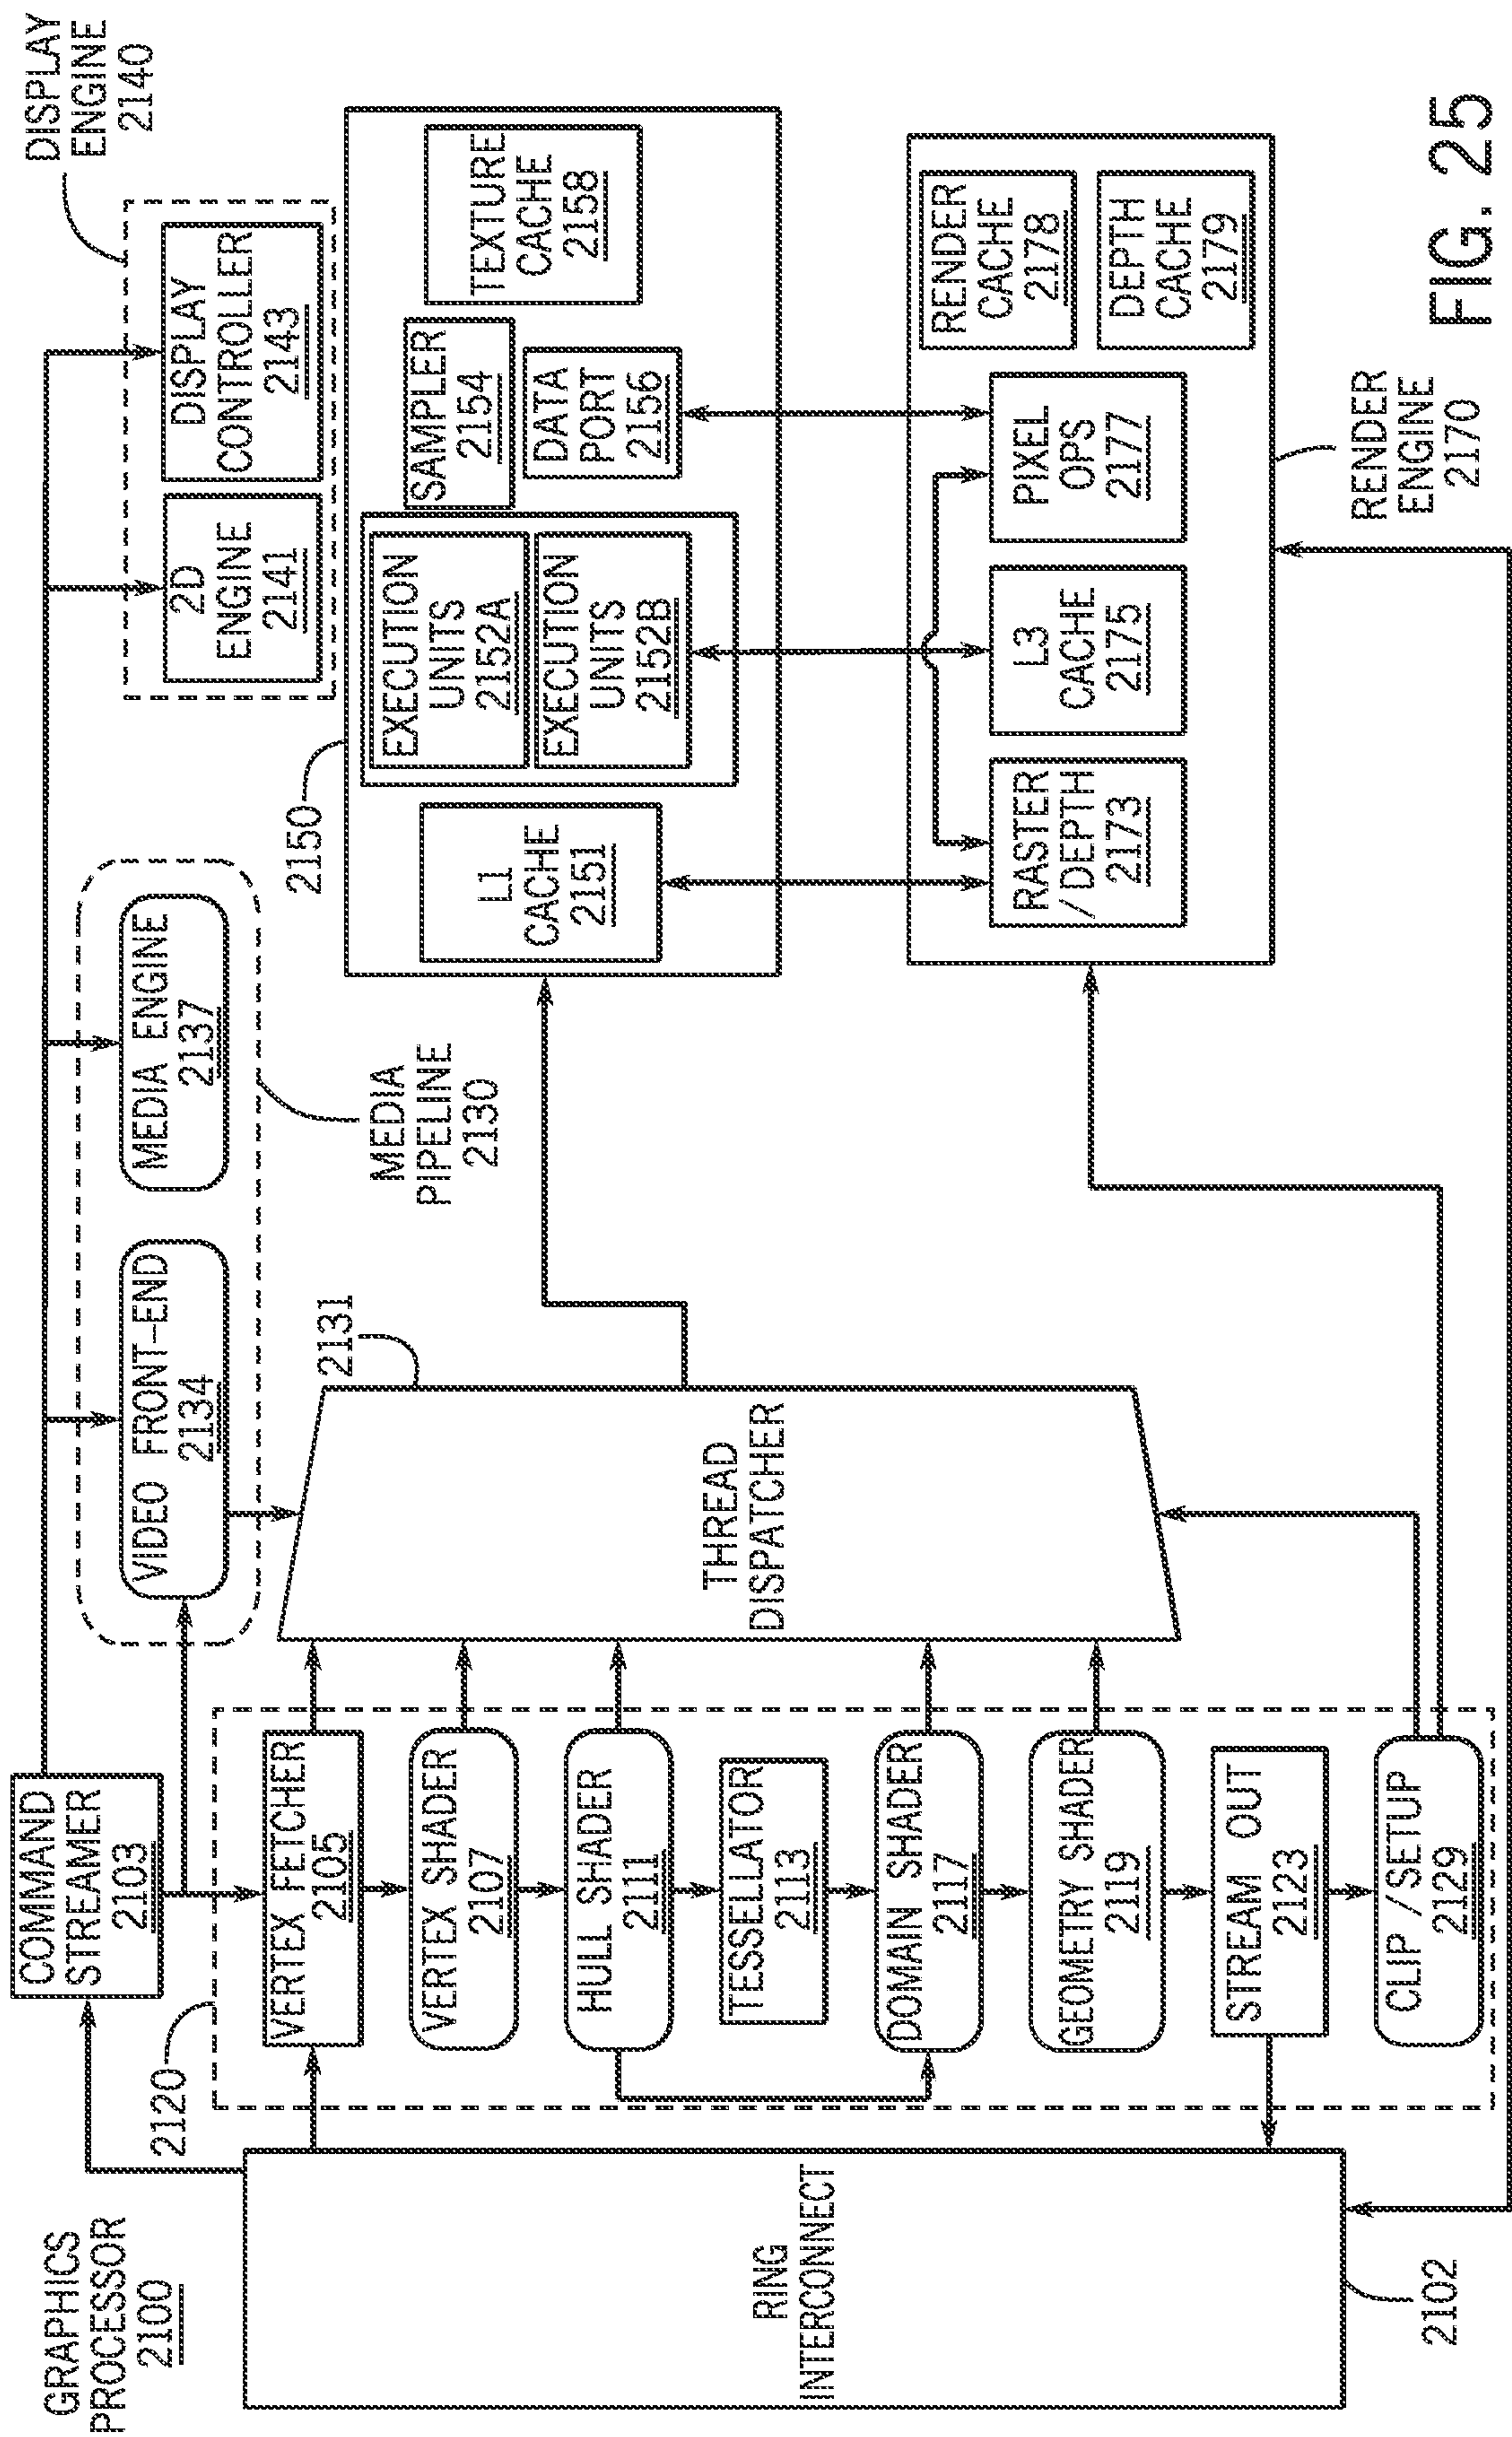 GRAPHICS
PROCESSOR
2100
COMMAND
STREAMER
2103
DISPLAY
ENGINE
2140
2120
VIDEO FRONT-END
2134
MEDIA ENGINE
2137
2D
ENGINE
2141
DISPLAY
CONTROLLER
2143
MEDIA
PIPELINE
2130
2150
RING
INTERCONNECT
2102
VERTEX FETCHER
2105
VERTEX SHADER
2107
HULL SHADER
2111
TESSELLATOR
2113
DOMAIN SHADER
2117
GEOMETRY SHADER
2119
STREAM OUT
2123
CLIP/SETUP
2129
2131
THREAD
DISPATCHER
L1
CACHE
2151
EXECUTION
UNITS
2152A
EXECUTION
UNITS
2152B
SAMPLER
2154
DATA
PORT
2156
TEXTURE
CACHE
2158
RASTER
/DEPTH
2173
L3
CACHE
2175
PIXEL
OPS
2177
RENDER
CACHE
2178
DEPTH
CACHE
2179
RENDER
ENGINE
2170
FIG. 25